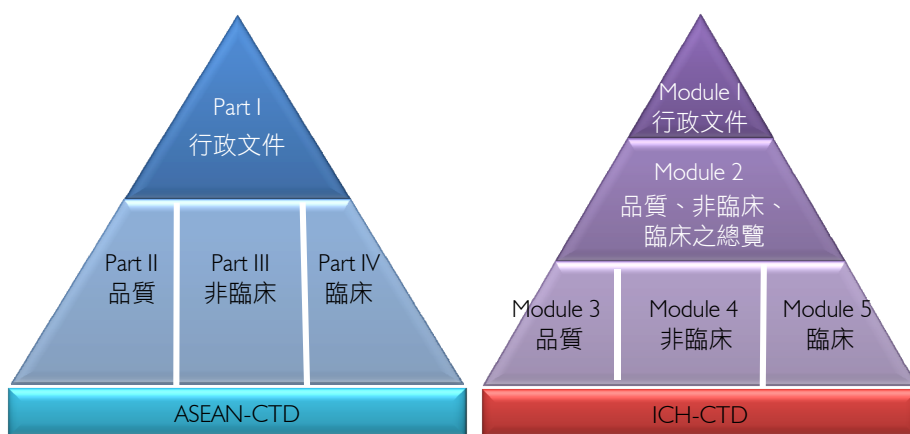 Part I
行政文件
Part II
品質
Part III
非臨床
Part IV
臨床
ASEAN-CTD
Module I
行政文件
Module 2
品質、非臨床、
臨床之總覽
Module 3
品質
Module 4
非臨床
Module 5
臨床
ICH-CTD